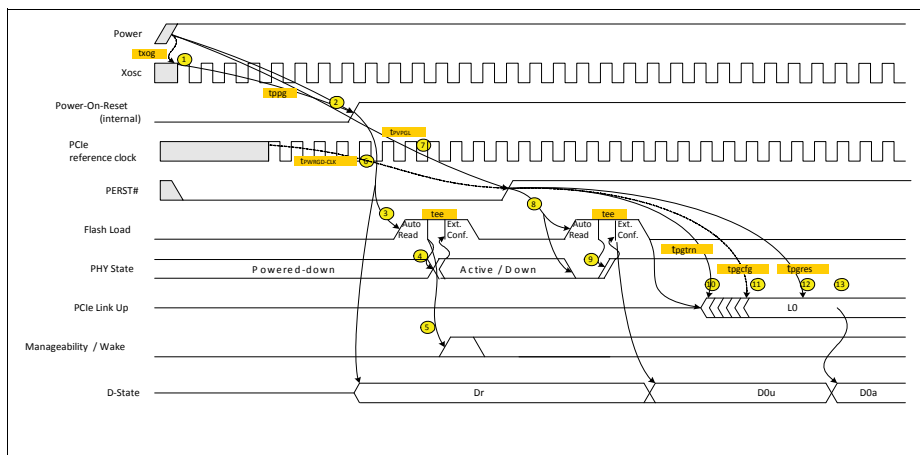 Power
txog
1
Xosc
tppg
2
Power-On-Reset
(internal)
tPVPGL
7
PCIe
reference clock
tPWRGD-CLK
6
PERST#
3
tee
8
tee
Flash Load
Auto
Read
Ext.
Conf.
Auto
Read
Ext.
Conf.
tpgtrn
4
9
PHY State
Powered-down
Active / Down
tpgcfg
tpgres
10
11
12
13
PCIe Link Up
L0
5
Manageability / Wake
D-State
Dr
D0u
D0a